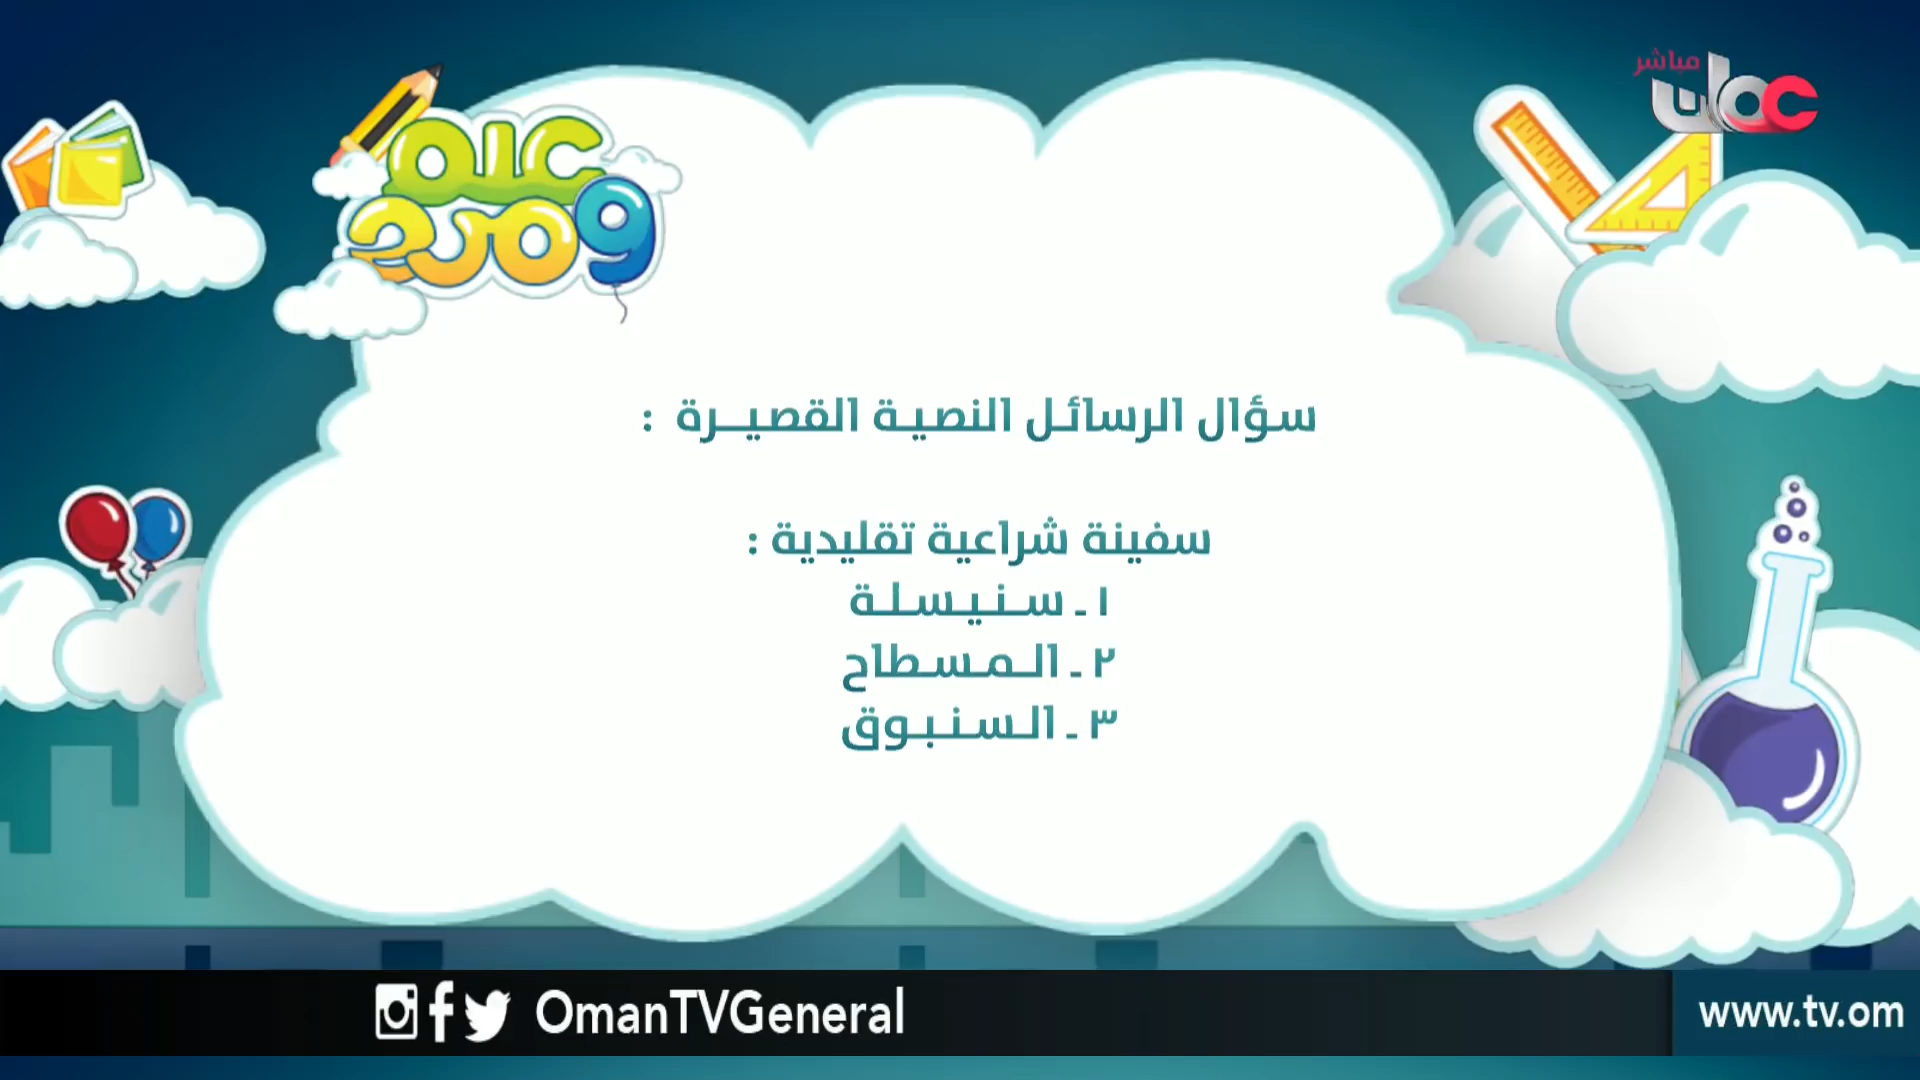 مباشر
عمان
علم
ومرح
سؤال الرسائل النصية القصيرة :
سفينة شراعية تقليدية :
١ ـ سنيسلة
٢ ـ المسطاح
٣ ـ السنبوق
OmanTVGeneral
www.tv.om